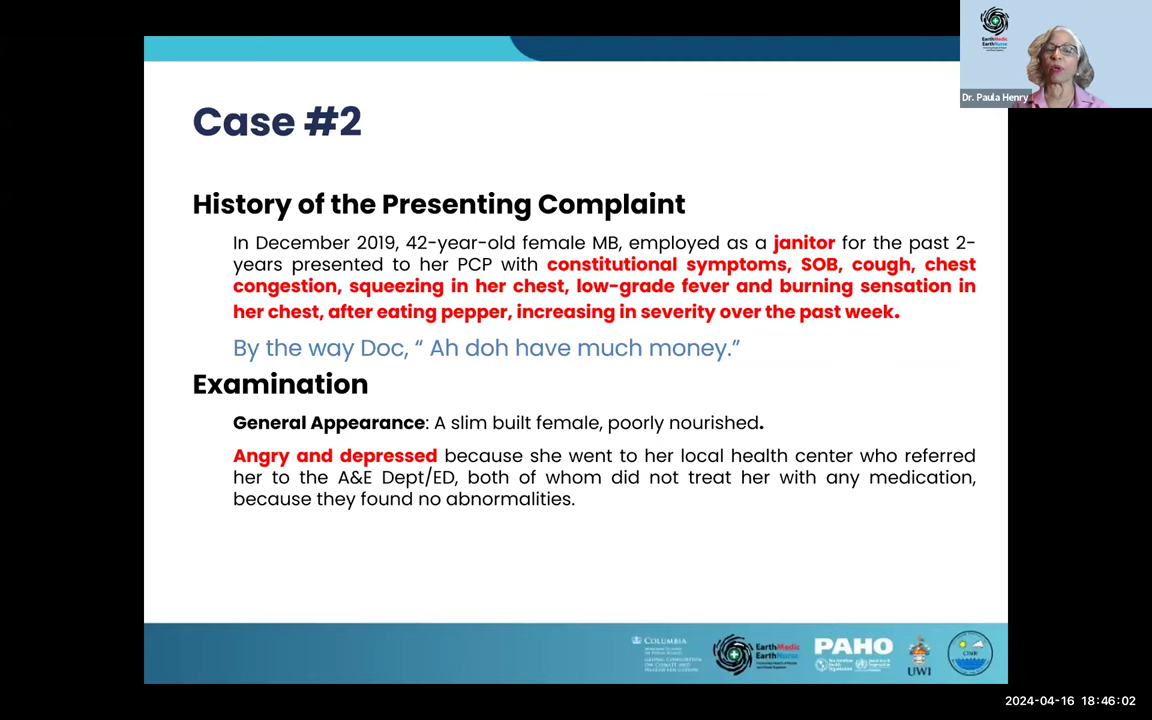 EarthMedic
EarthNurse
Dr. Paula Henry
Case #2
History of the Presenting Complaint
In December 2019, 42-year-old female MB, employed as a janitor for the past 2-
years presented to her PCP with constitutional symptoms, SOB, cough, chest
congestion, squeezing in her chest, low-grade fever and burning sensation in
her chest, after eating pepper, increasing in severity over the past week.
By the way Doc, “ Ah doh have much money.”
Examination
General Appearance: A slim built female, poorly nourished.
Angry and depressed because she went to her local health center who referred
her to the A&E Dept/ED, both of whom did not treat her with any medication,
because they found no abnormalities.
COLUMBIA
EarthMedic
EarthNurse
PAHO
UWI
2024-04-16 18:46:02